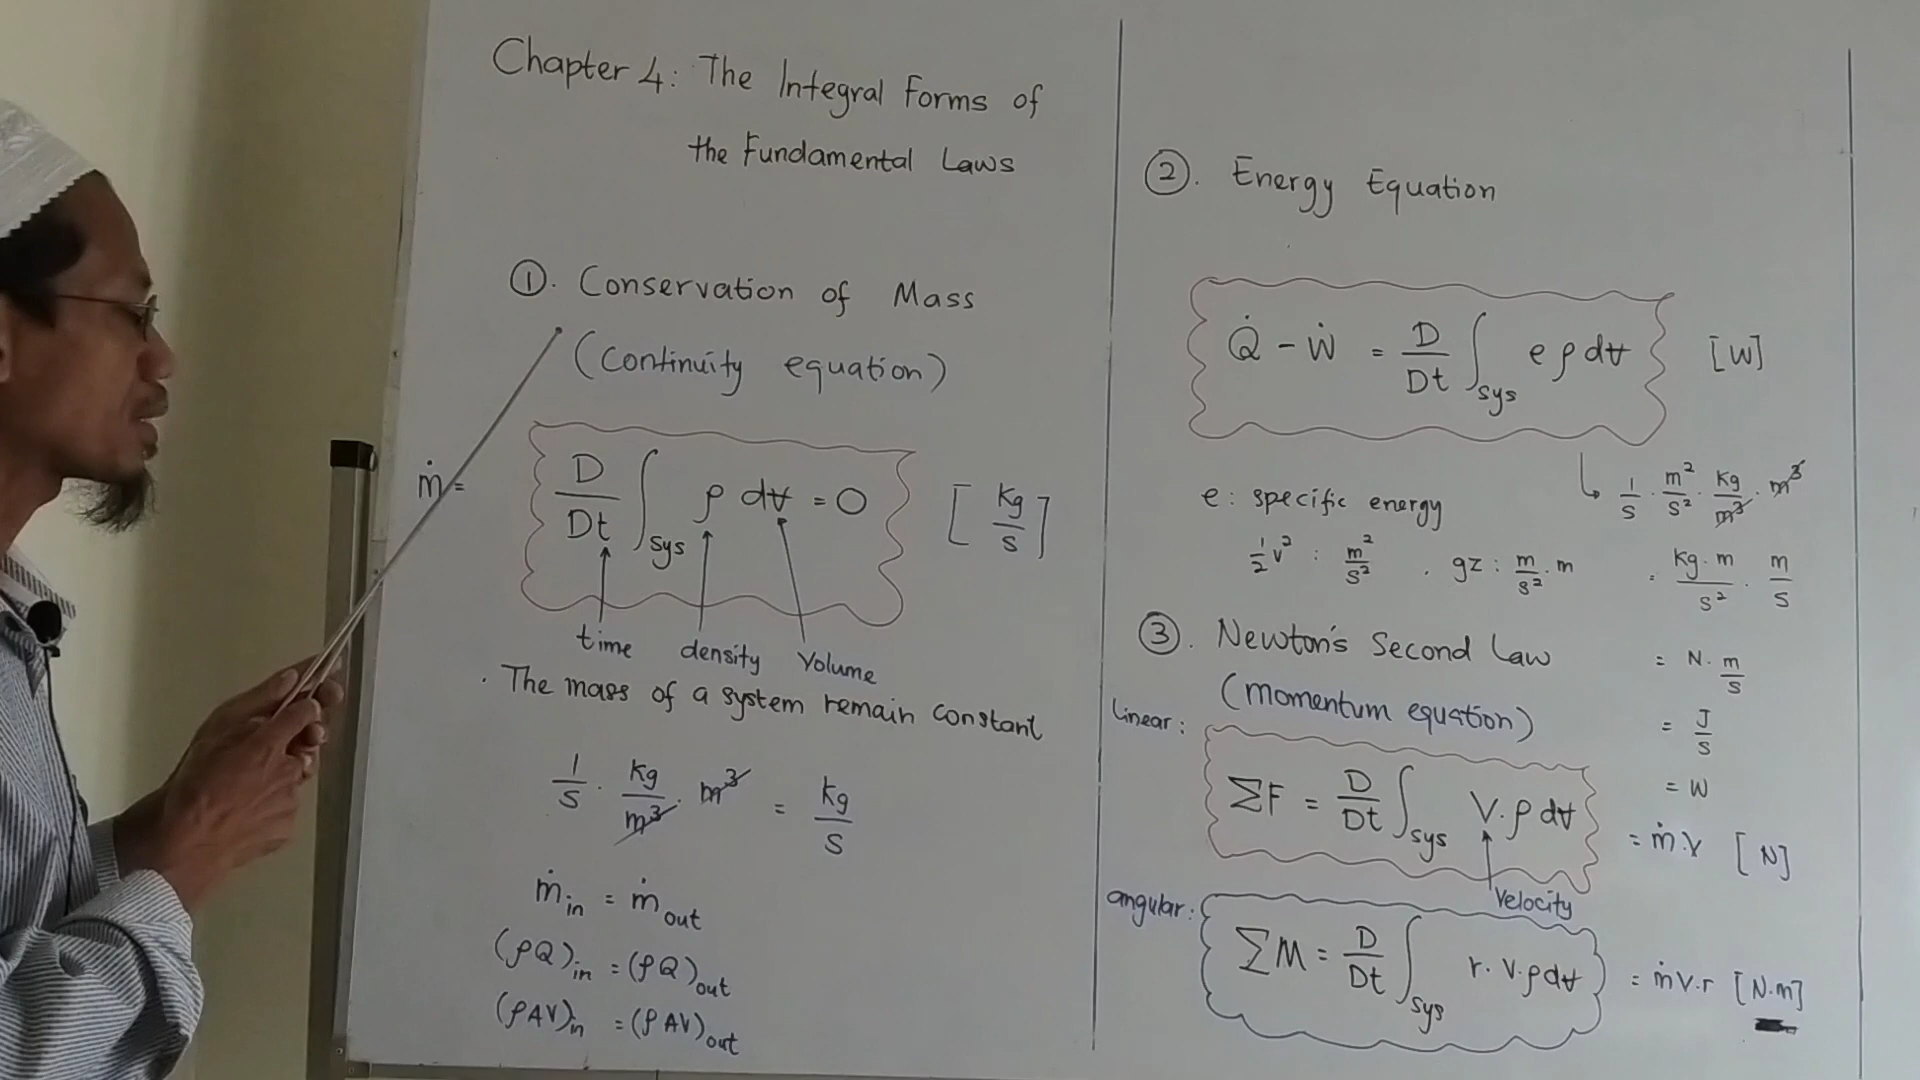 Chapter 4: The Integral Forms of
the Fundamental Laws
①. Conservation of Mass
(Continuity equation)
ṁ = D/Dt ∫sys ρ dV̶ = 0 [kg/s]
time density Volume
. The mass of a system remain constant
1/s · kg/m³ · m³ = kg/s
ṁin = ṁout
(ρQ)in = (ρQ)out
(ρAV)in = (ρAV)out
②. Energy Equation
Q̇ - Ẇ = D/Dt ∫sys e ρ dV̶ [W]
e: specific energy
½v² : m²/s² . gz : m/s² . m
↳ 1/s · m²/s² · kg/m³ · m³
= kg·m/s² · m/s
= N. m/s
= J/s
= W
③. Newton's Second Law
(Momentum equation)
linear:
ΣF = D/Dt ∫sys V. ρ dV̶ = ṁ.V [N]
Velocity
angular:
ΣM = D/Dt ∫sys r. V. ρ dV̶ = ṁ V.r [N.m]